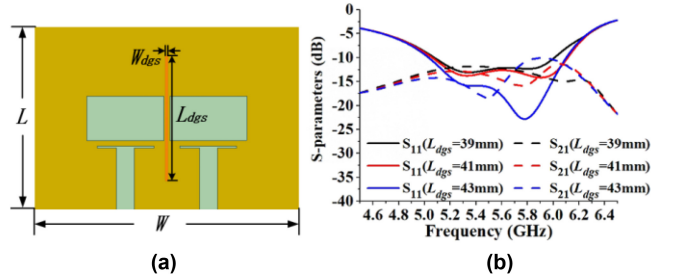 W
dgs
L
L
dgs
W
(a)
S-parameters (dB)
0
-5
-10
-15
-20
-25
-30
-35
-40
S11(Ldgs=39mm)
S21(Ldgs=39mm)
S11(Ldgs=41mm)
S21(Ldgs=41mm)
S11(Ldgs=43mm)
S21(Ldgs=43mm)
4.6 4.8 5.0 5.2 5.4 5.6 5.8 6.0 6.2 6.4
Frequency (GHz)
(b)